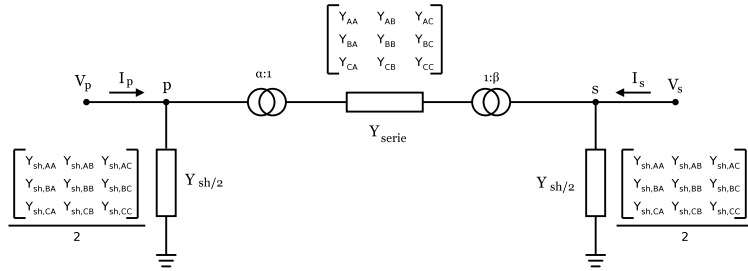 Y_AA Y_AB Y_AC
Y_BA Y_BB Y_BC
Y_CA Y_CB Y_CC
V_p I_p p α:1 1:β s I_s V_s
Y_serie
Y_sh,AA Y_sh,AB Y_sh,AC
Y_sh,BA Y_sh,BB Y_sh,BC
Y_sh,CA Y_sh,CB Y_sh,CC
2
Y_sh/2
Y_sh/2
Y_sh,AA Y_sh,AB Y_sh,AC
Y_sh,BA Y_sh,BB Y_sh,BC
Y_sh,CA Y_sh,CB Y_sh,CC
2